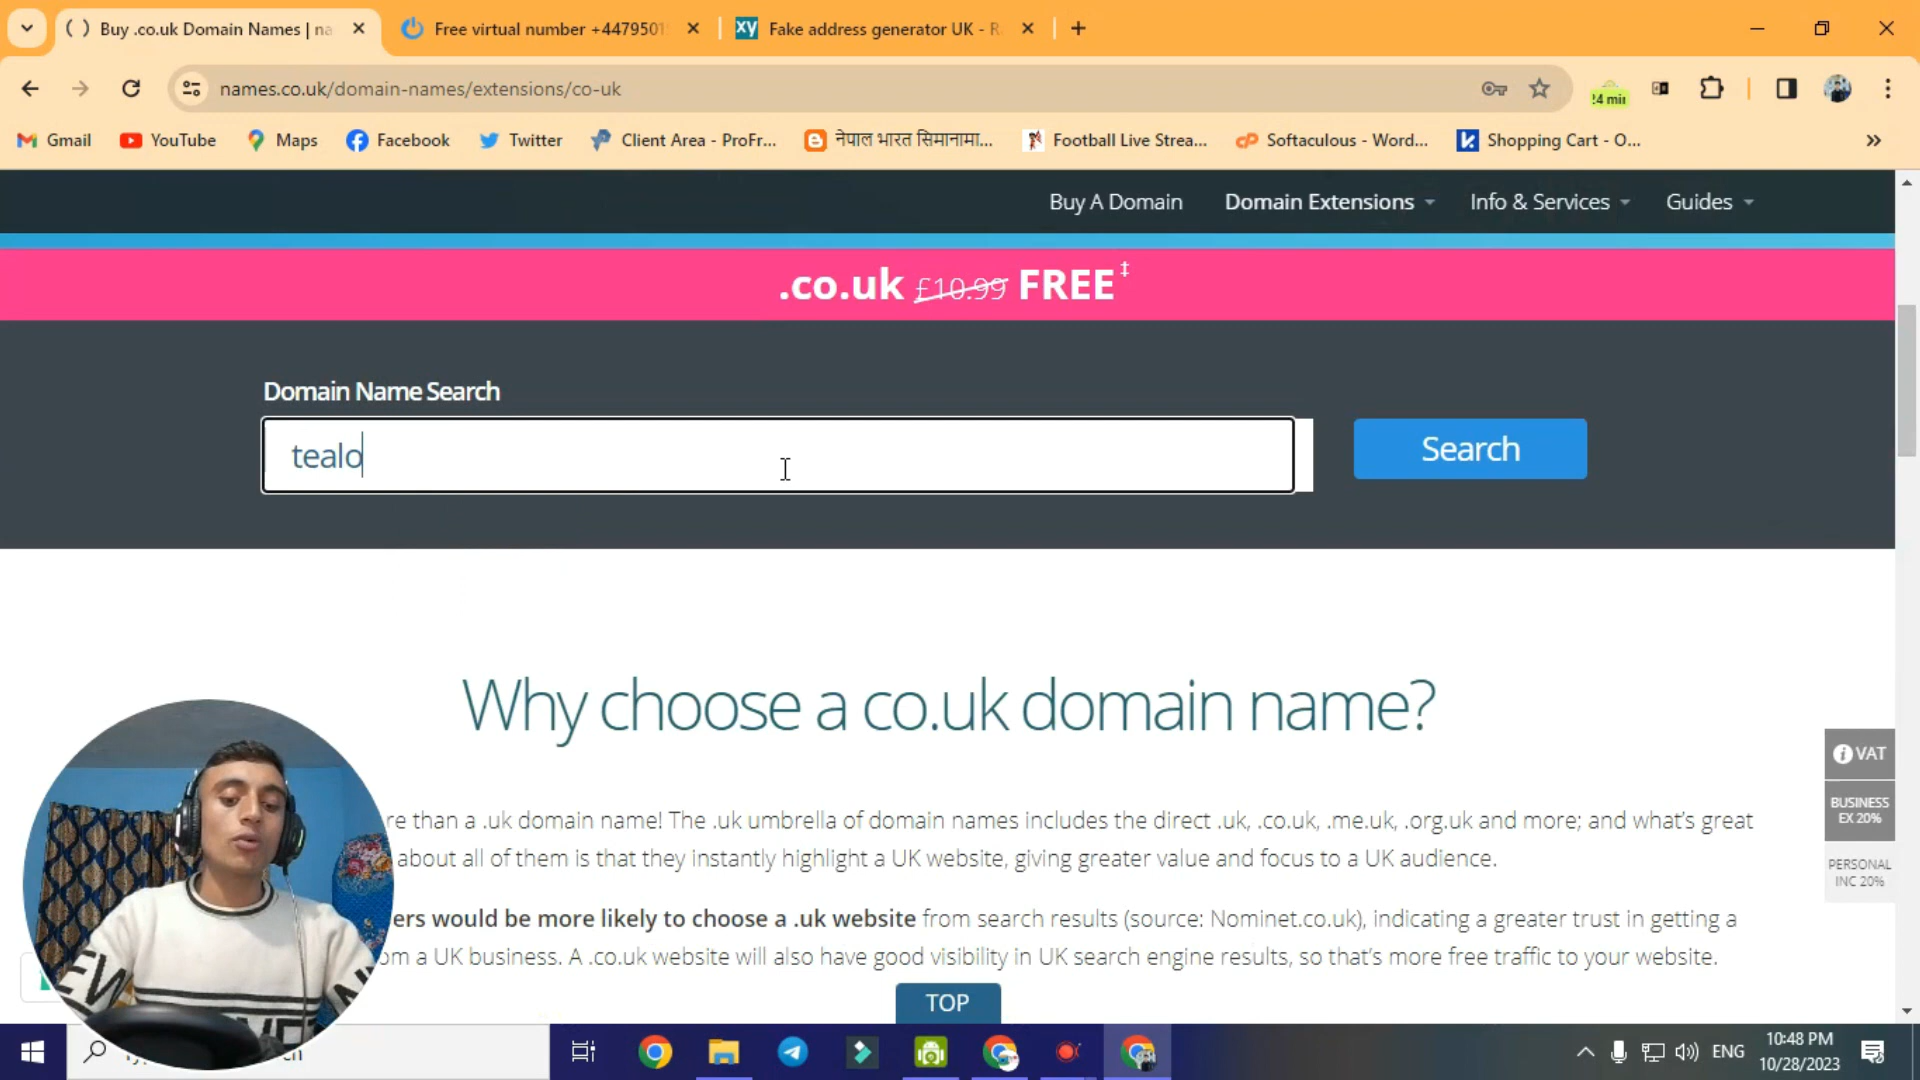 Buy .co.uk Domain Names | na
Free virtual number +4479501
Fake address generator UK - R
names.co.uk/domain-names/extensions/co-uk
Gmail
YouTube
Maps
Facebook
Twitter
Client Area - ProFr...
नेपाल भारत सिमानामा...
Football Live Strea...
Softaculous - Word...
Shopping Cart - O...
Buy A Domain
Domain Extensions
Info & Services
Guides
.co.uk £10.99 FREE‡
Domain Name Search
tealo
Search
Why choose a co.uk domain name?
re than a .uk domain name! The .uk umbrella of domain names includes the direct .uk, .co.uk, .me.uk, .org.uk and more; and what's great
about all of them is that they instantly highlight a UK website, giving greater value and focus to a UK audience.
ers would be more likely to choose a .uk website from search results (source: Nominet.co.uk), indicating a greater trust in getting a
om a UK business. A .co.uk website will also have good visibility in UK search engine results, so that's more free traffic to your website.
VAT
BUSINESS
EX 20%
PERSONAL
INC 20%
TOP
ENG
10:48 PM
10/28/2023